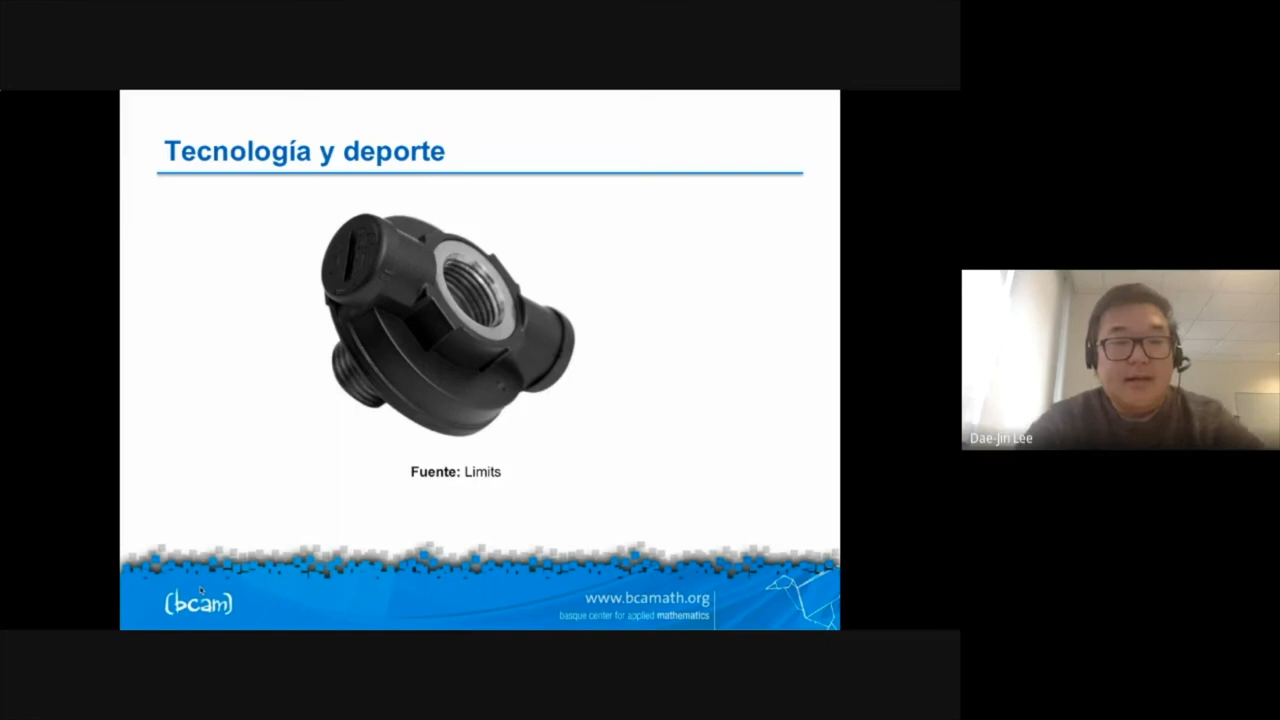 Tecnología y deporte
Fuente: Limits
(bcam)
www.bcamath.org
basque center for applied mathematics
Dae-Jin Lee